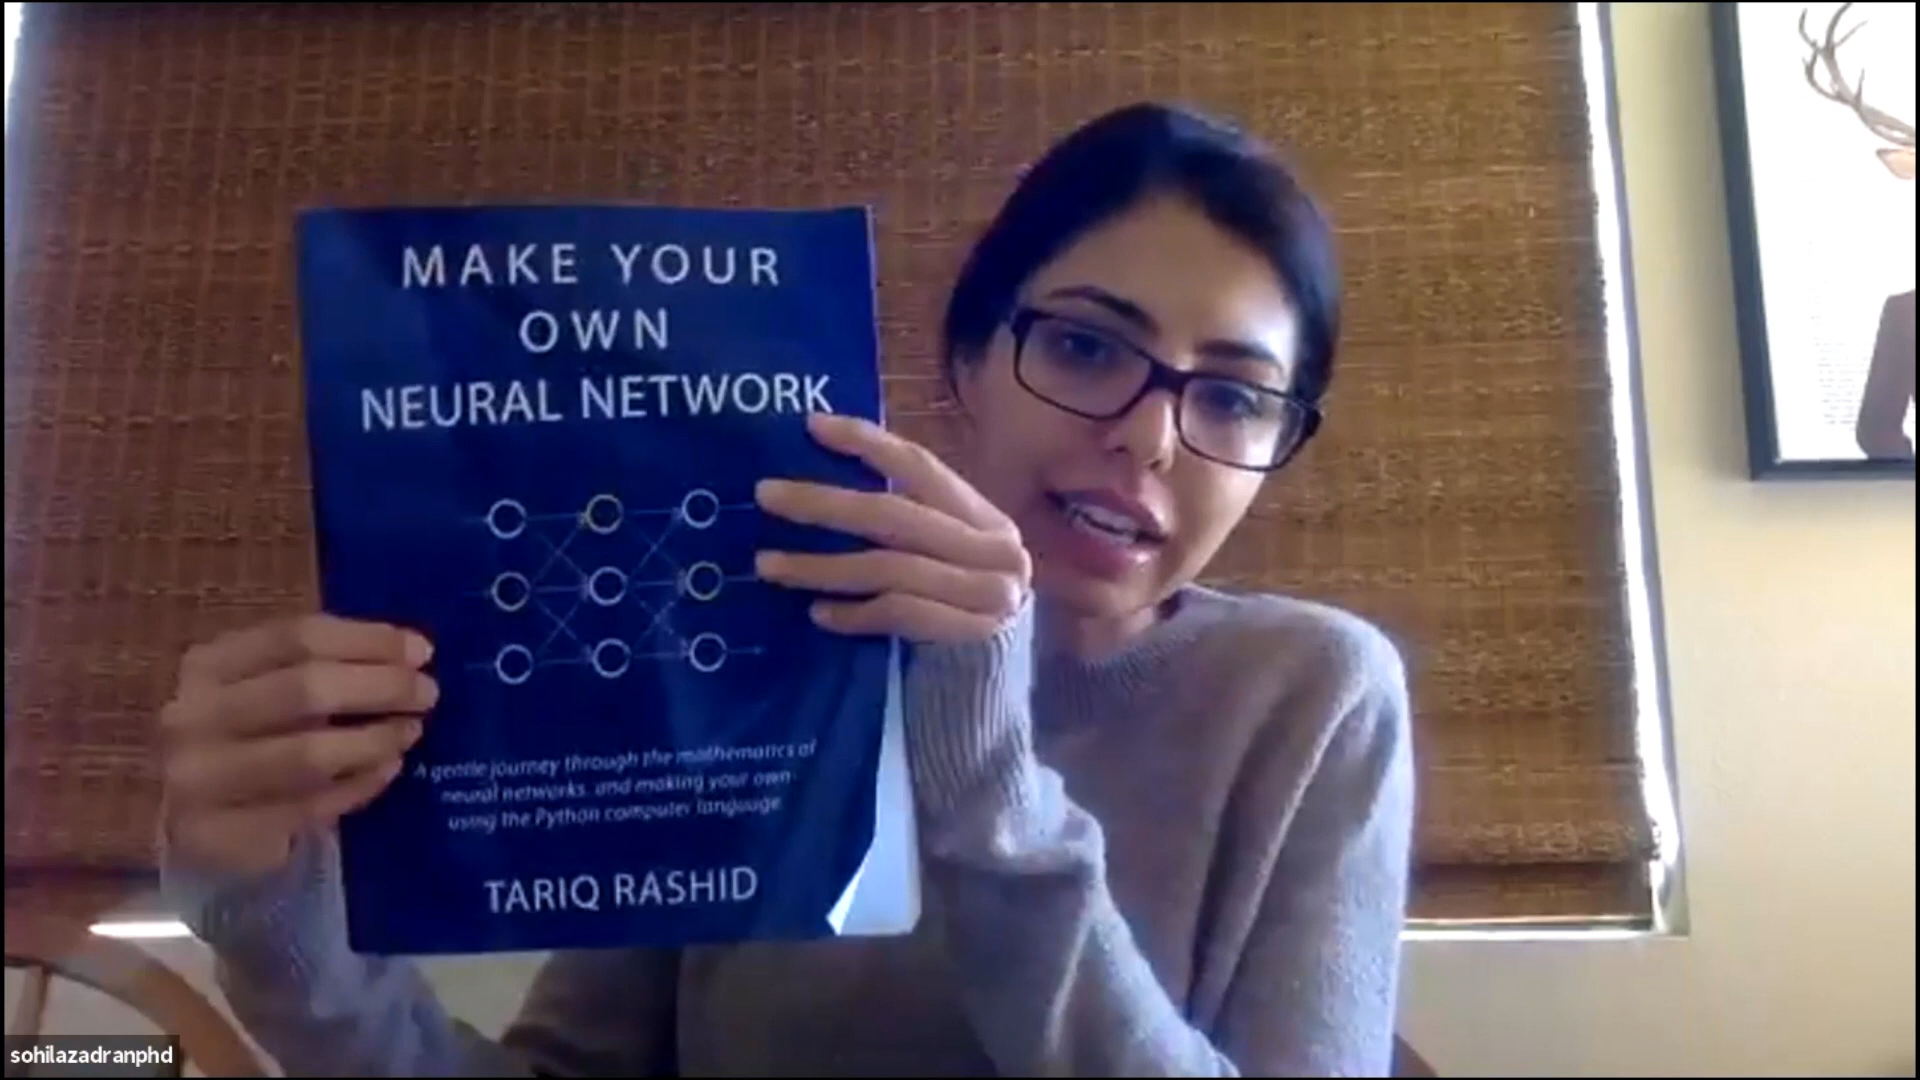 MAKE YOUR
OWN
NEURAL NETWORK
A gentle journey through the mathematics of
neural networks, and making your own
using the Python computer language.
TARIQ RASHID
sohilazadranphd